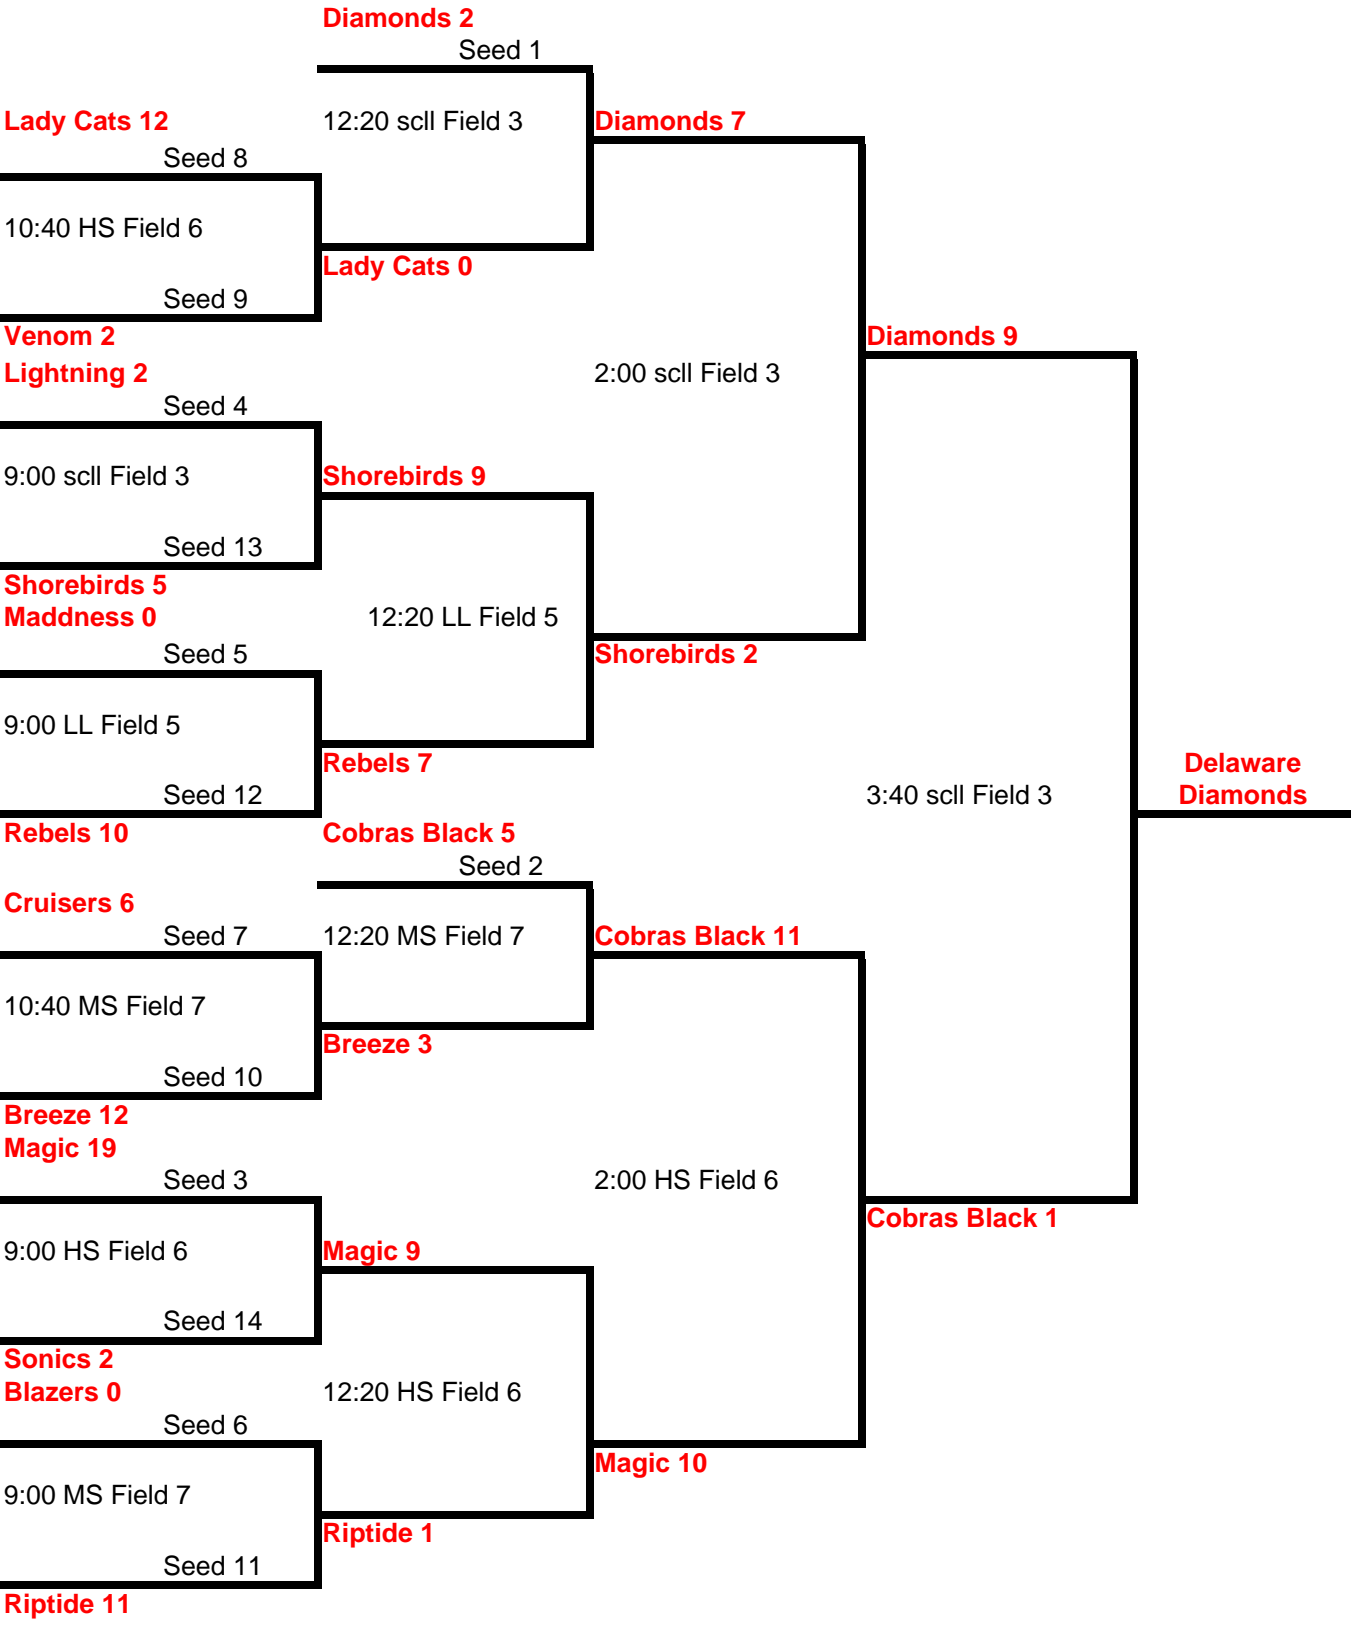 Diamonds 2
Seed 1
Lady Cats 12
12:20 scll Field 3
Diamonds 7
Seed 8
10:40 HS Field 6
Lady Cats 0
Seed 9
Venom 2
Diamonds 9
Lightning 2
2:00 scll Field 3
Seed 4
9:00 scll Field 3
Shorebirds 9
Seed 13
Shorebirds 5
Maddness 0
12:20 LL Field 5
Seed 5
Shorebirds 2
9:00 LL Field 5
Rebels 7
Delaware
Seed 12
3:40 scll Field 3
Diamonds
Rebels 10
Cobras Black 5
Seed 2
Cruisers 6
Seed 7
12:20 MS Field 7
Cobras Black 11
10:40 MS Field 7
Breeze 3
Seed 10
Breeze 12
Magic 19
Seed 3
2:00 HS Field 6
Cobras Black 1
9:00 HS Field 6
Magic 9
Seed 14
Sonics 2
Blazers 0
12:20 HS Field 6
Seed 6
Magic 10
9:00 MS Field 7
Riptide 1
Seed 11
Riptide 11